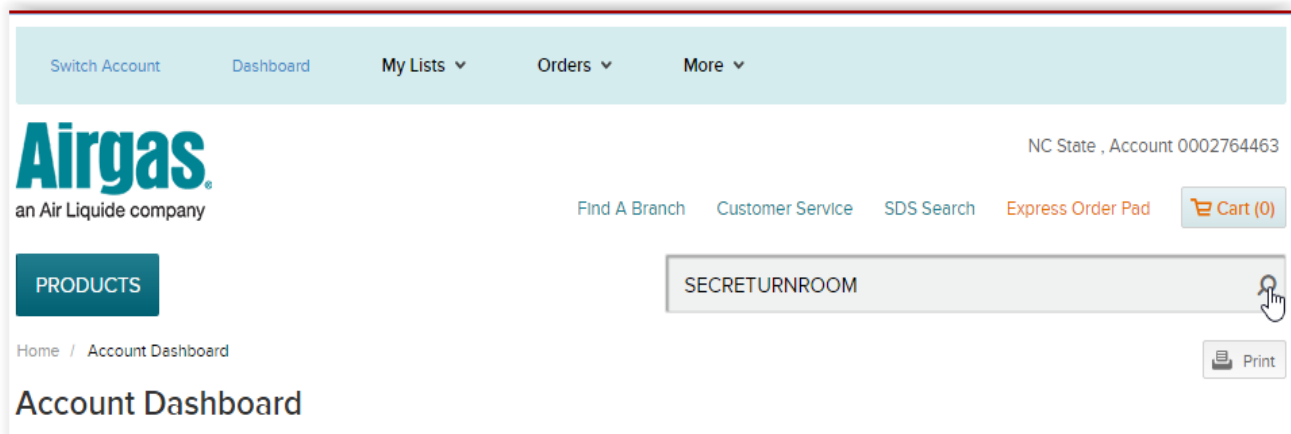 Switch Account Dashboard My Lists Orders More
Airgas®
an Air Liquide company
NC State , Account 0002764463
Find A Branch Customer Service SDS Search Express Order Pad Cart (0)
PRODUCTS
SECRETURNROOM
Home / Account Dashboard
Print
Account Dashboard